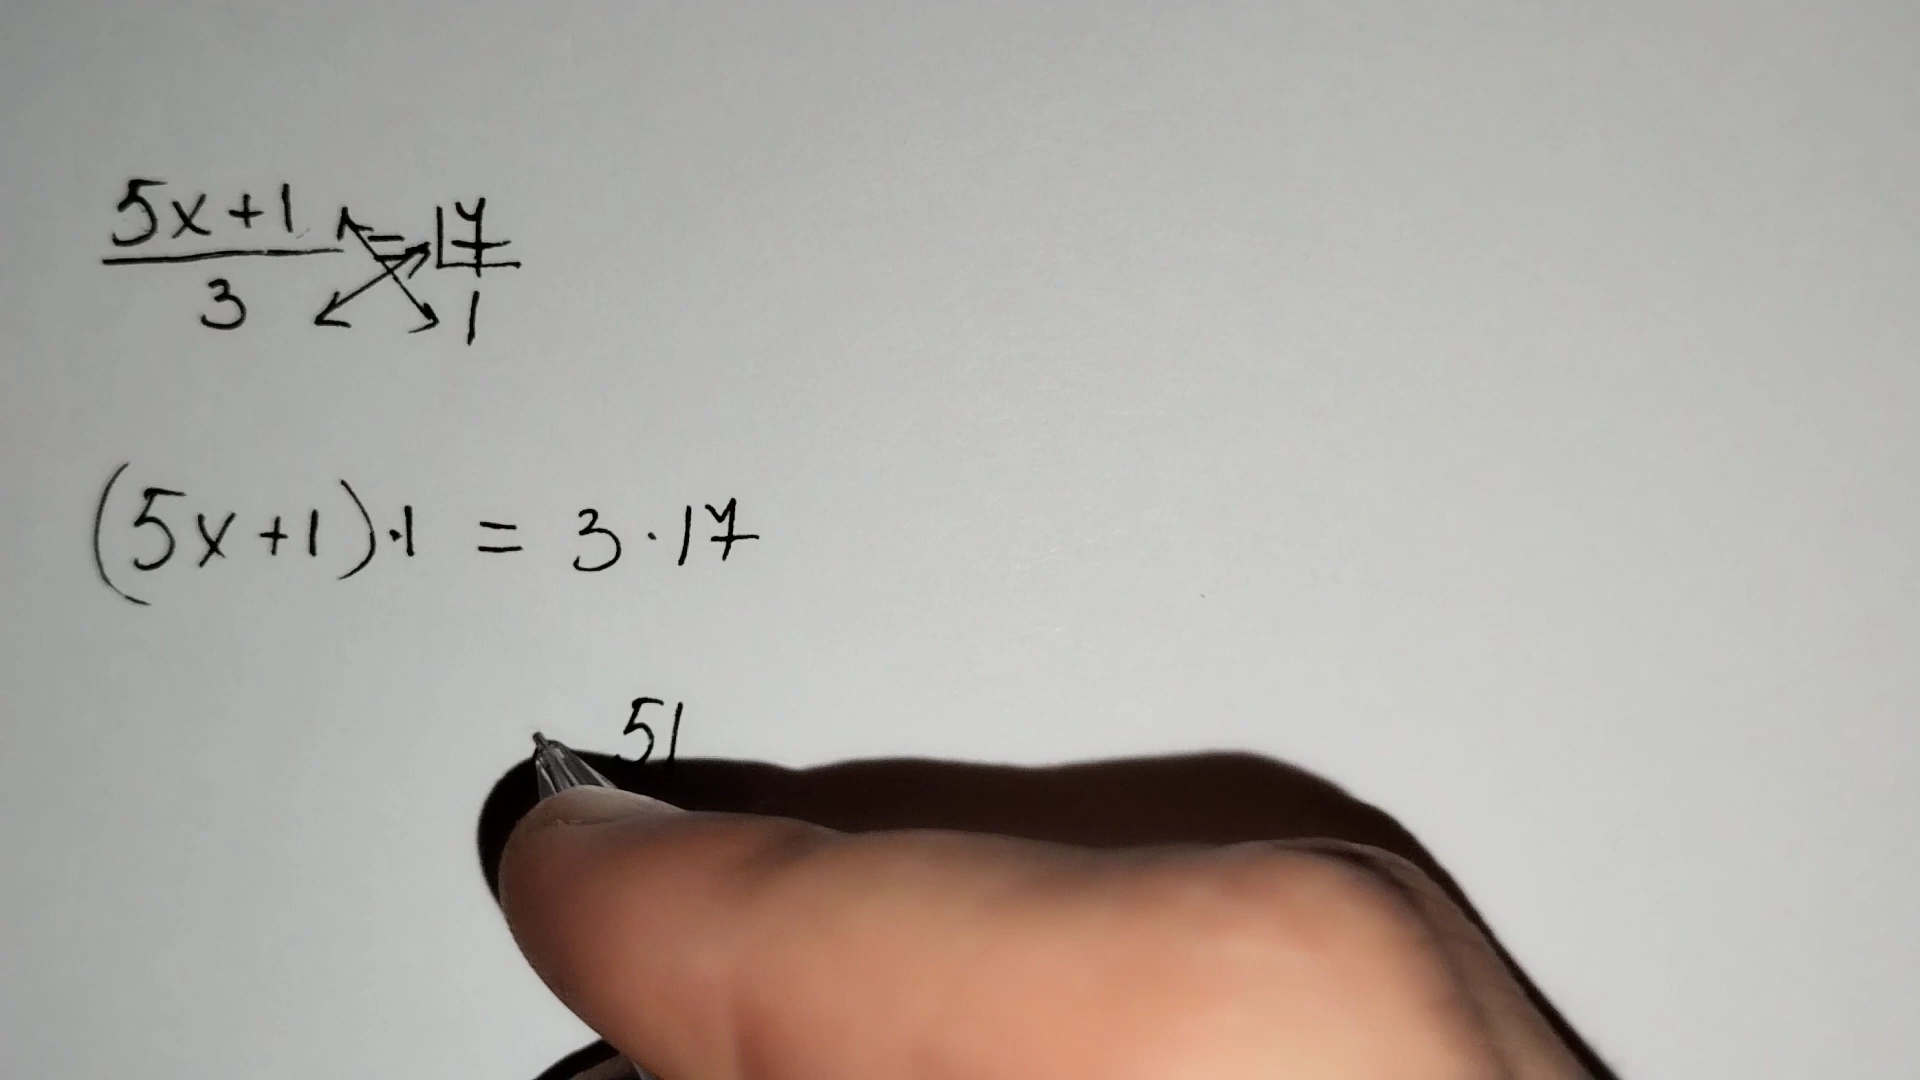 5x+1 = 17
3 1
(5x+1)·1 = 3·17
51